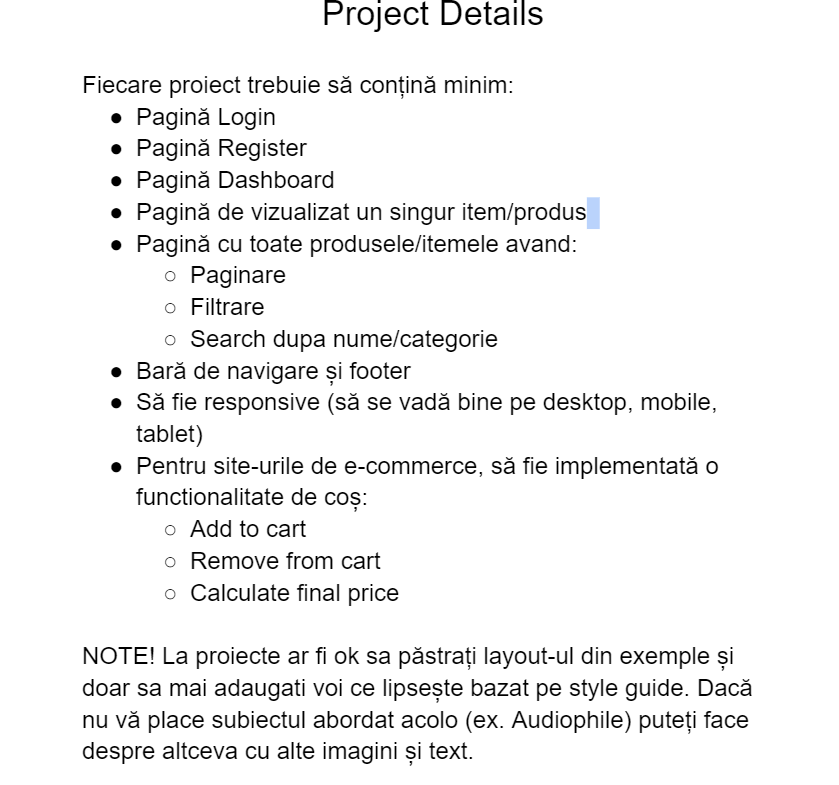 Project Details
Fiecare proiect trebuie să conțină minim:
● Pagină Login
● Pagină Register
● Pagină Dashboard
● Pagină de vizualizat un singur item/produs
● Pagină cu toate produsele/itemele avand:
○ Paginare
○ Filtrare
○ Search dupa nume/categorie
● Bară de navigare și footer
● Să fie responsive (să se vadă bine pe desktop, mobile,
tablet)
● Pentru site-urile de e-commerce, să fie implementată o
functionalitate de coș:
○ Add to cart
○ Remove from cart
○ Calculate final price
NOTE! La proiecte ar fi ok sa păstrați layout-ul din exemple și
doar sa mai adaugati voi ce lipsește bazat pe style guide. Dacă
nu vă place subiectul abordat acolo (ex. Audiophile) puteți face
despre altceva cu alte imagini și text.